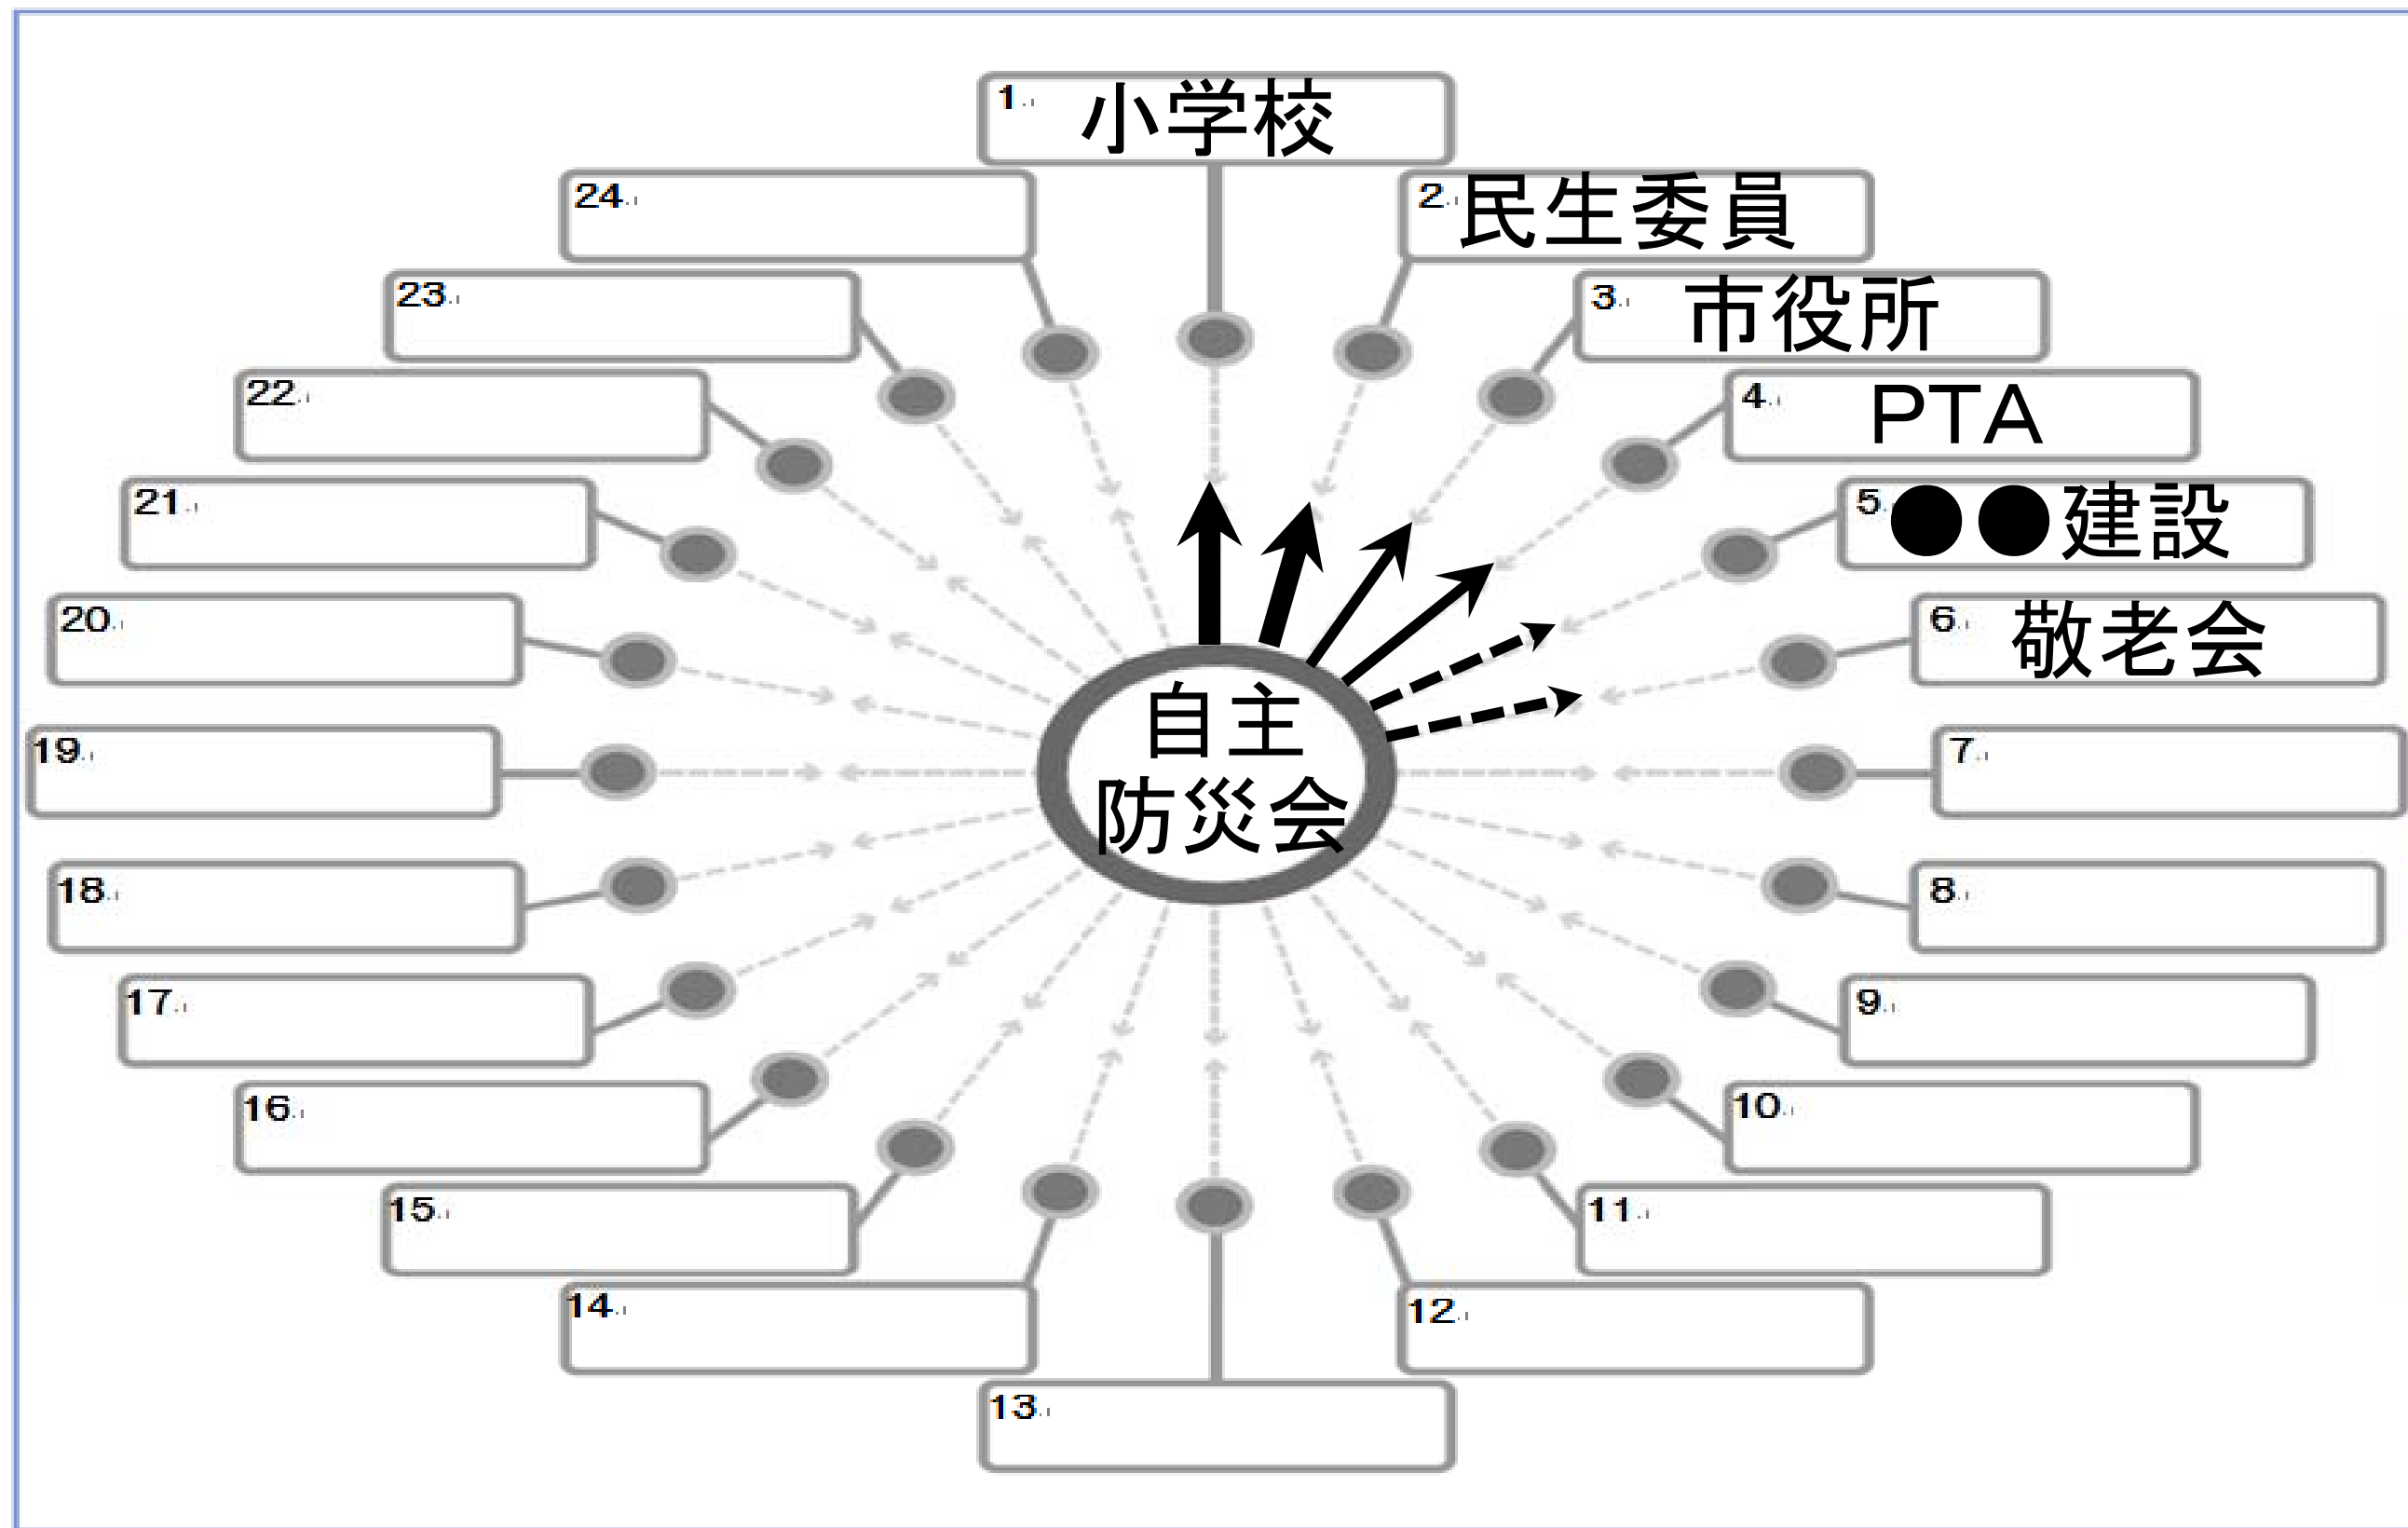 1. 小学校
2. 民生委員
3. 市役所
4. PTA
5. ●●建設
6. 敬老会
7.
8.
9.
10.
11.
12.
13.
14.
15.
16.
17.
18.
19.
20.
21.
22.
23.
24.
自主
防災会